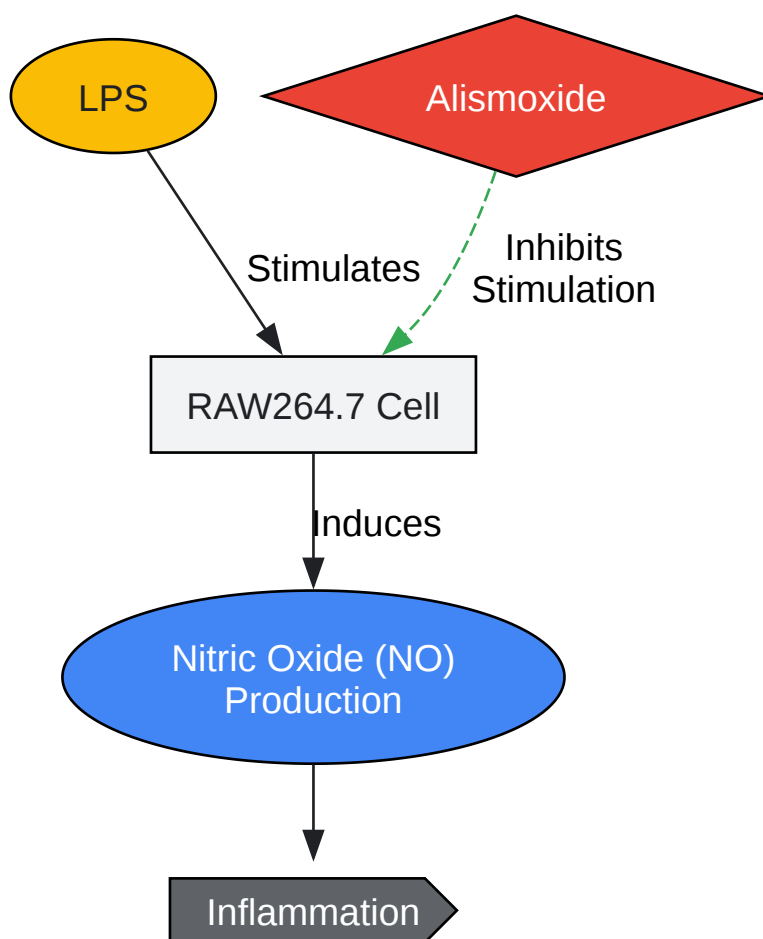 LPS
Alismoxide
Stimulates
Inhibits
Stimulation
RAW264.7 Cell
Induces
Nitric Oxide (NO)
Production
Inflammation